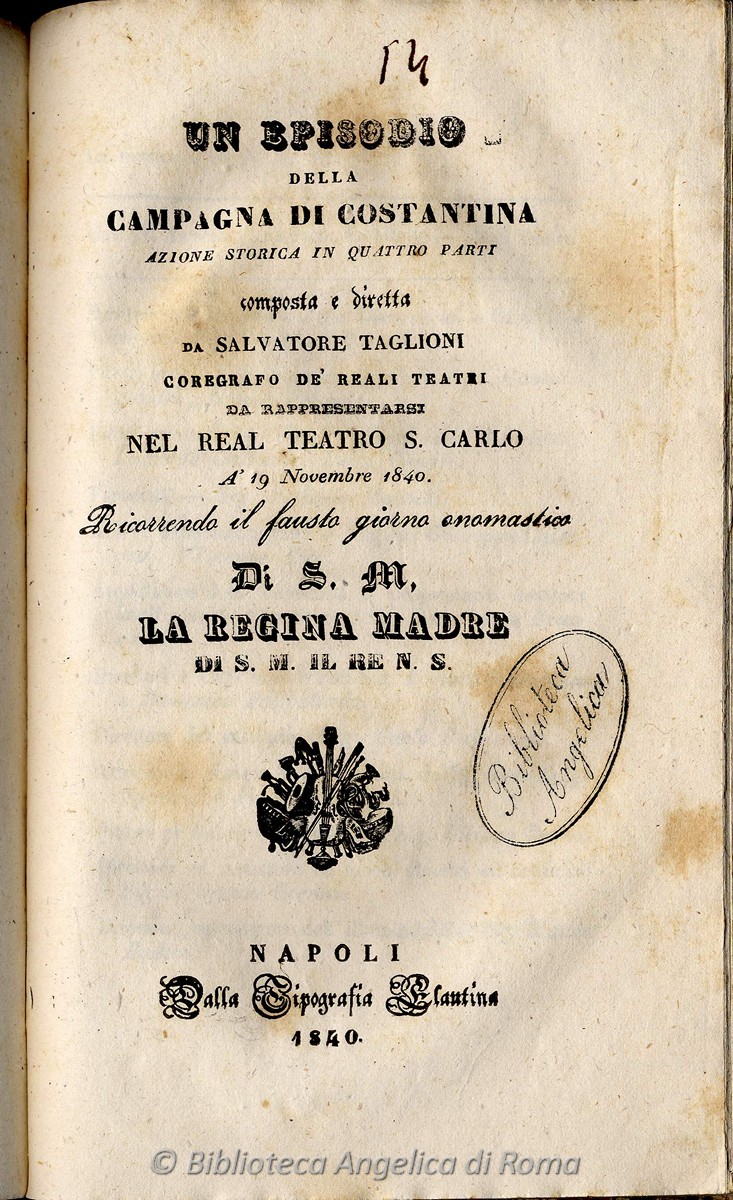 54
UN EPISODIO
DELLA
CAMPAGNA DI COSTANTINA
AZIONE STORICA IN QUATTRO PARTI
composta e diretta
DA SALVATORE TAGLIONI
COREGRAFO DE' REALI TEATRI
DA RAPPRESENTARSI
NEL REAL TEATRO S. CARLO
A' 19 Novembre 1840.
Ricorrendo il fausto giorno onomastico
Di S. M,
LA REGINA MADRE
DI S. M. IL RE N. S.
Biblioteca
Angelica
NAPOLI
Dalla Tipografia Flautina
1840.
© Biblioteca Angelica di Roma